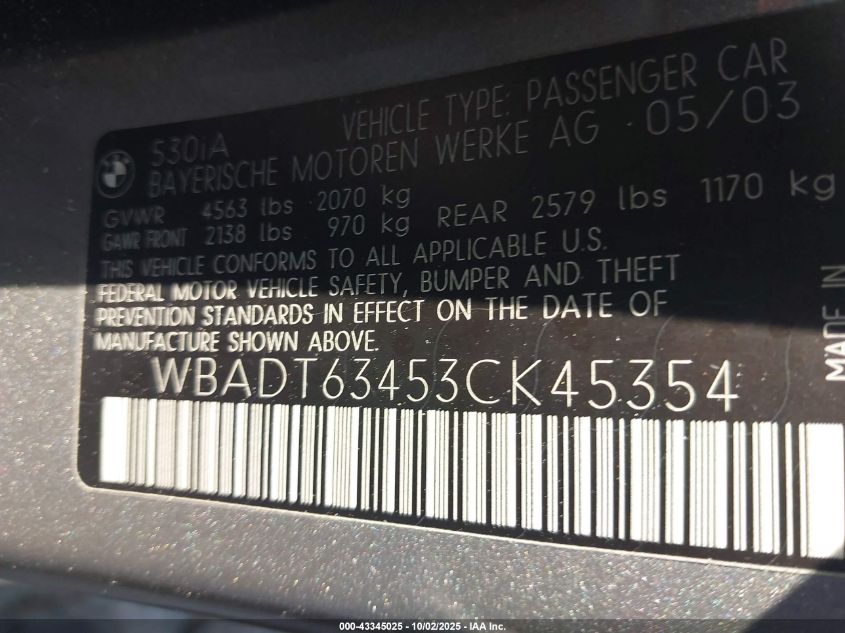 VEHICLE TYPE: PASSENGER CAR
530iA
BAYERISCHE MOTOREN WERKE AG 05/03
GVWR 4563 lbs 2070 kg
GAWR FRONT 2138 lbs 970 kg REAR 2579 lbs 1170 kg
THIS VEHICLE CONFORMS TO ALL APPLICABLE U.S.
FEDERAL MOTOR VEHICLE SAFETY, BUMPER AND THEFT
PREVENTION STANDARDS IN EFFECT ON THE DATE OF
MANUFACTURE SHOWN ABOVE.
MADE IN
WBADT63453CK45354
000-43345025 - 10/02/2025 - IAA Inc.